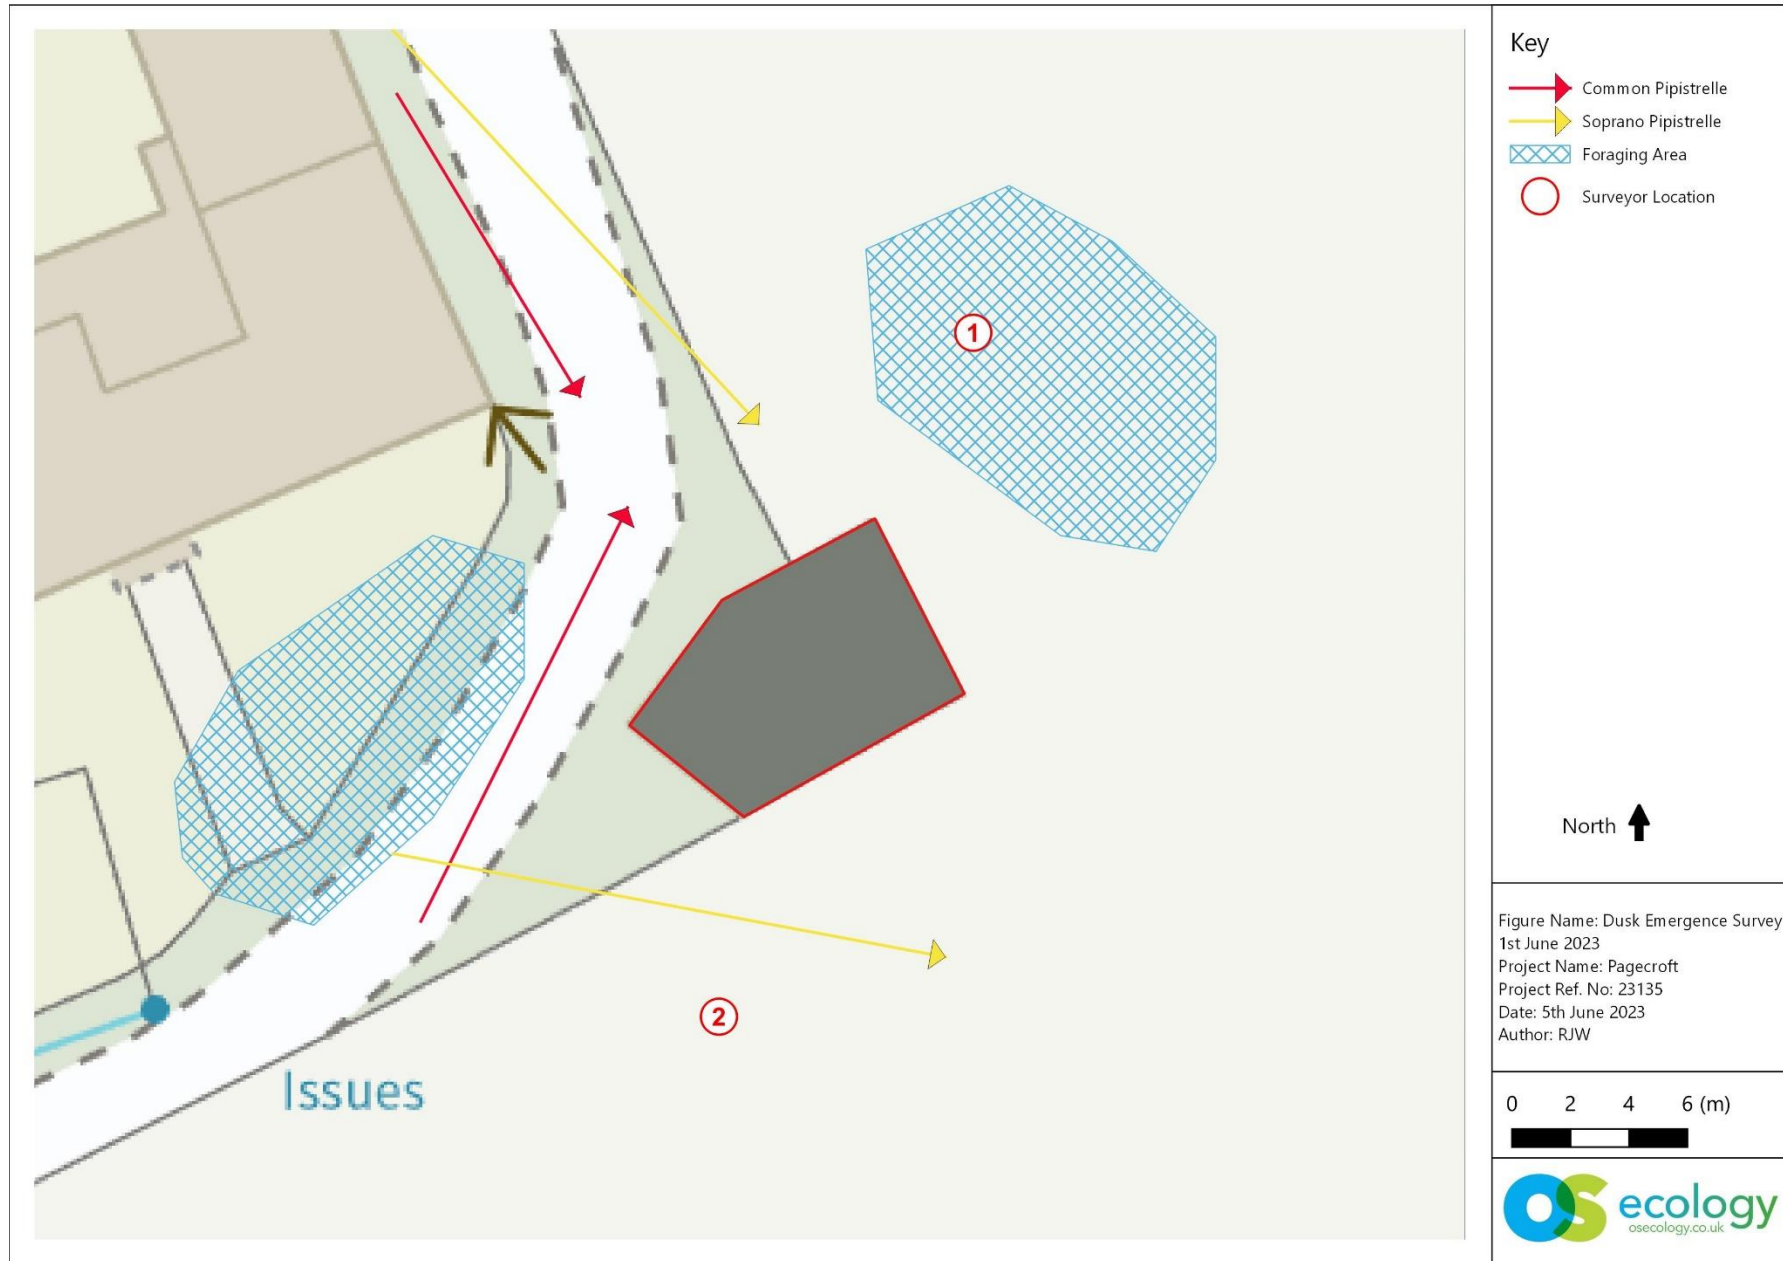 Key
Common Pipistrelle
Soprano Pipistrelle
Foraging Area
Surveyor Location
1
2
Issues
North
Figure Name: Dusk Emergence Survey
1st June 2023
Project Name: Pagecroft
Project Ref. No: 23135
Date: 5th June 2023
Author: RJW
0 2 4 6 (m)
OS ecology
osecology.co.uk